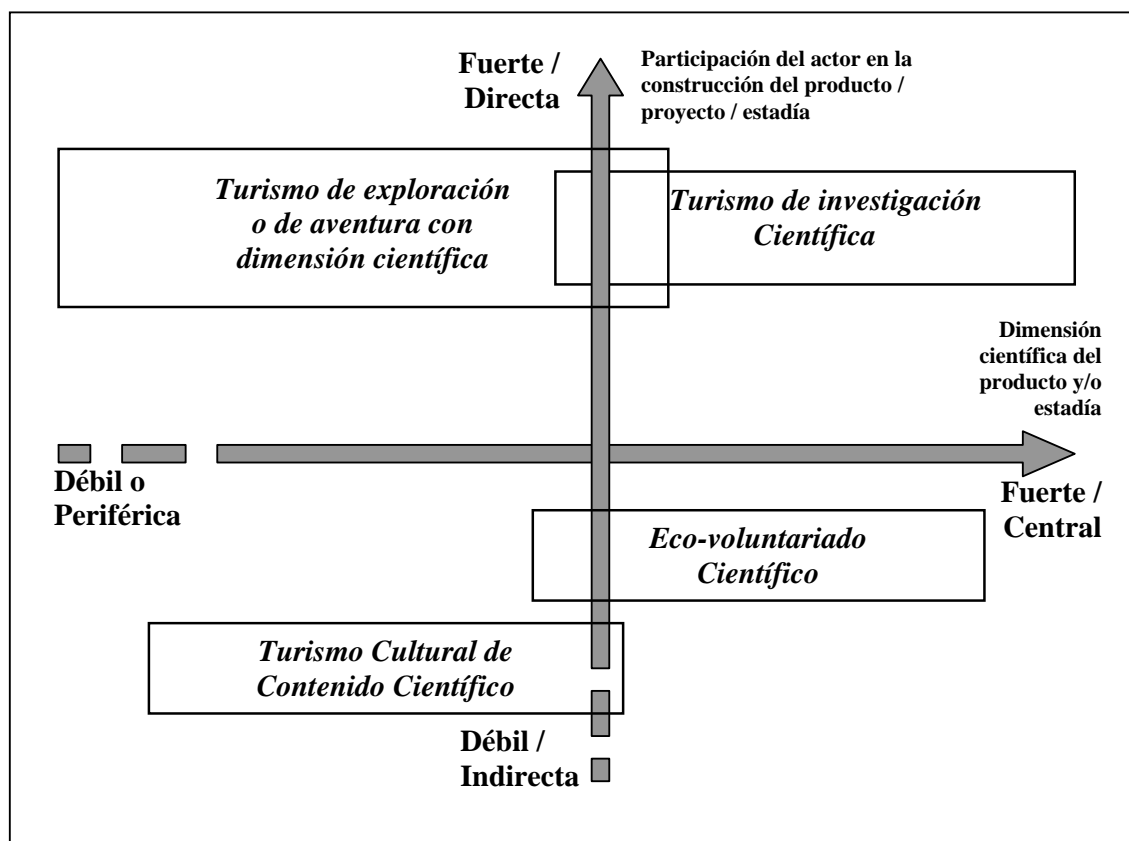 Fuerte /
Directa
Participación del actor en la
construcción del producto /
proyecto / estadía
Turismo de exploración
o de aventura con
dimensión científica
Turismo de investigación
Científica
Dimensión
científica del
producto y/o
estadía
Débil o
Periférica
Fuerte /
Central
Eco-voluntariado
Científico
Turismo Cultural de
Contenido Científico
Débil /
Indirecta